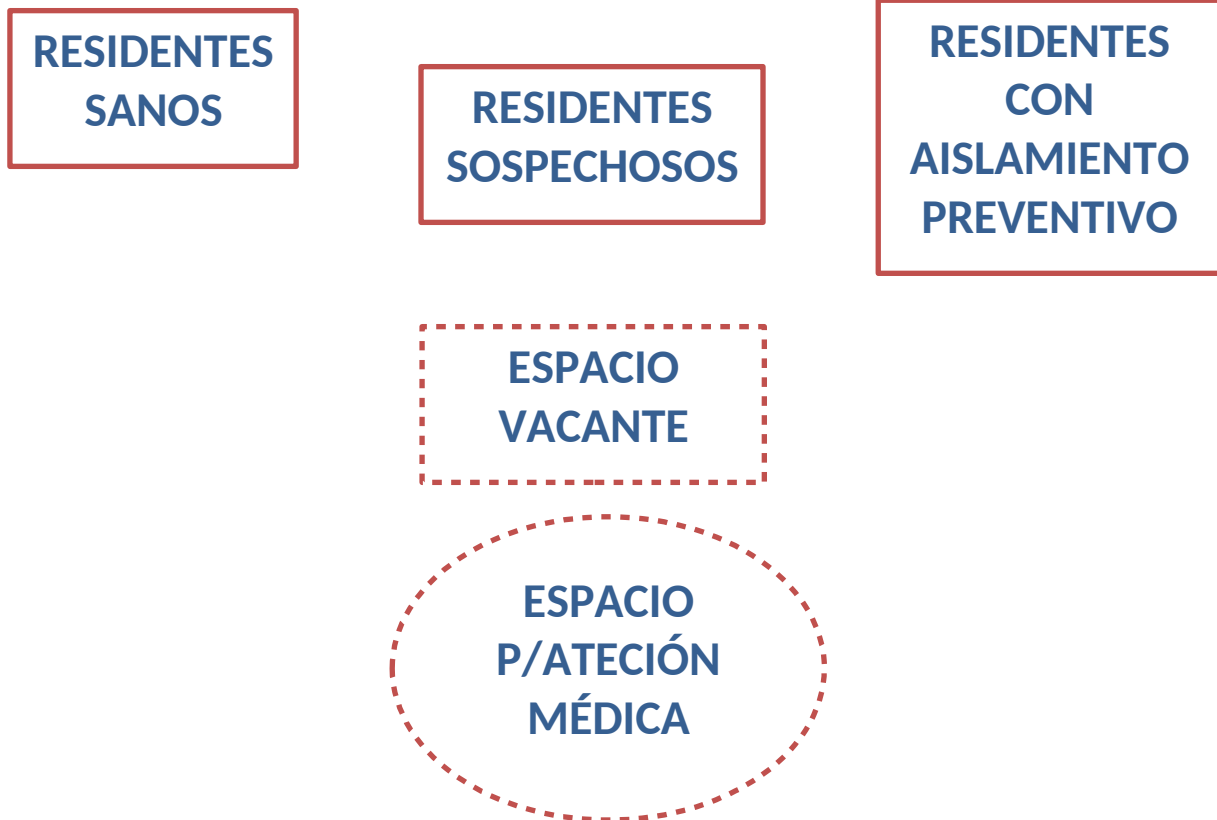 RESIDENTES
SANOS
RESIDENTES
SOSPECHOSOS
RESIDENTES
CON
AISLAMIENTO
PREVENTIVO
ESPACIO
VACANTE
ESPACIO
P/ATECIÓN
MÉDICA